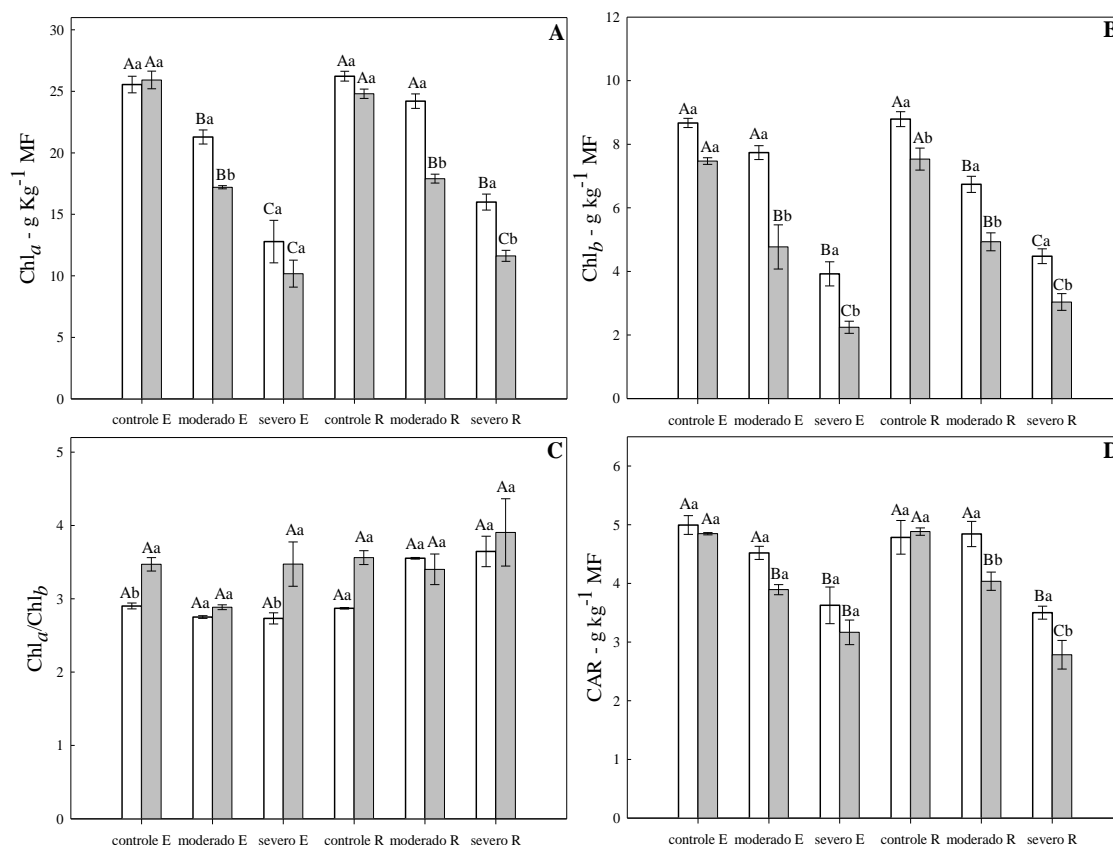 A
Chl a - g Kg-1 MF
30
25
20
15
10
5
0
Aa Aa Ba Bb Ca Ca Aa Aa Aa Bb Ba Cb
controle E moderado E severo E controle R moderado R severo R
B
Chl b - g kg-1 MF
12
10
8
6
4
2
0
Aa Aa Aa Bb Ba Cb Aa Ab Ba Bb Ca Cb
controle E moderado E severo E controle R moderado R severo R
C
Chl a/Chl b
5
4
3
2
1
0
Ab Aa Aa Aa Ab Aa Aa Aa Aa Aa Aa Aa
controle E moderado E severo E controle R moderado R severo R
D
CAR - g kg-1 MF
6
5
4
3
2
1
0
Aa Aa Aa Ba Ba Ba Aa Aa Aa Bb Ba Cb
controle E moderado E severo E controle R moderado R severo R